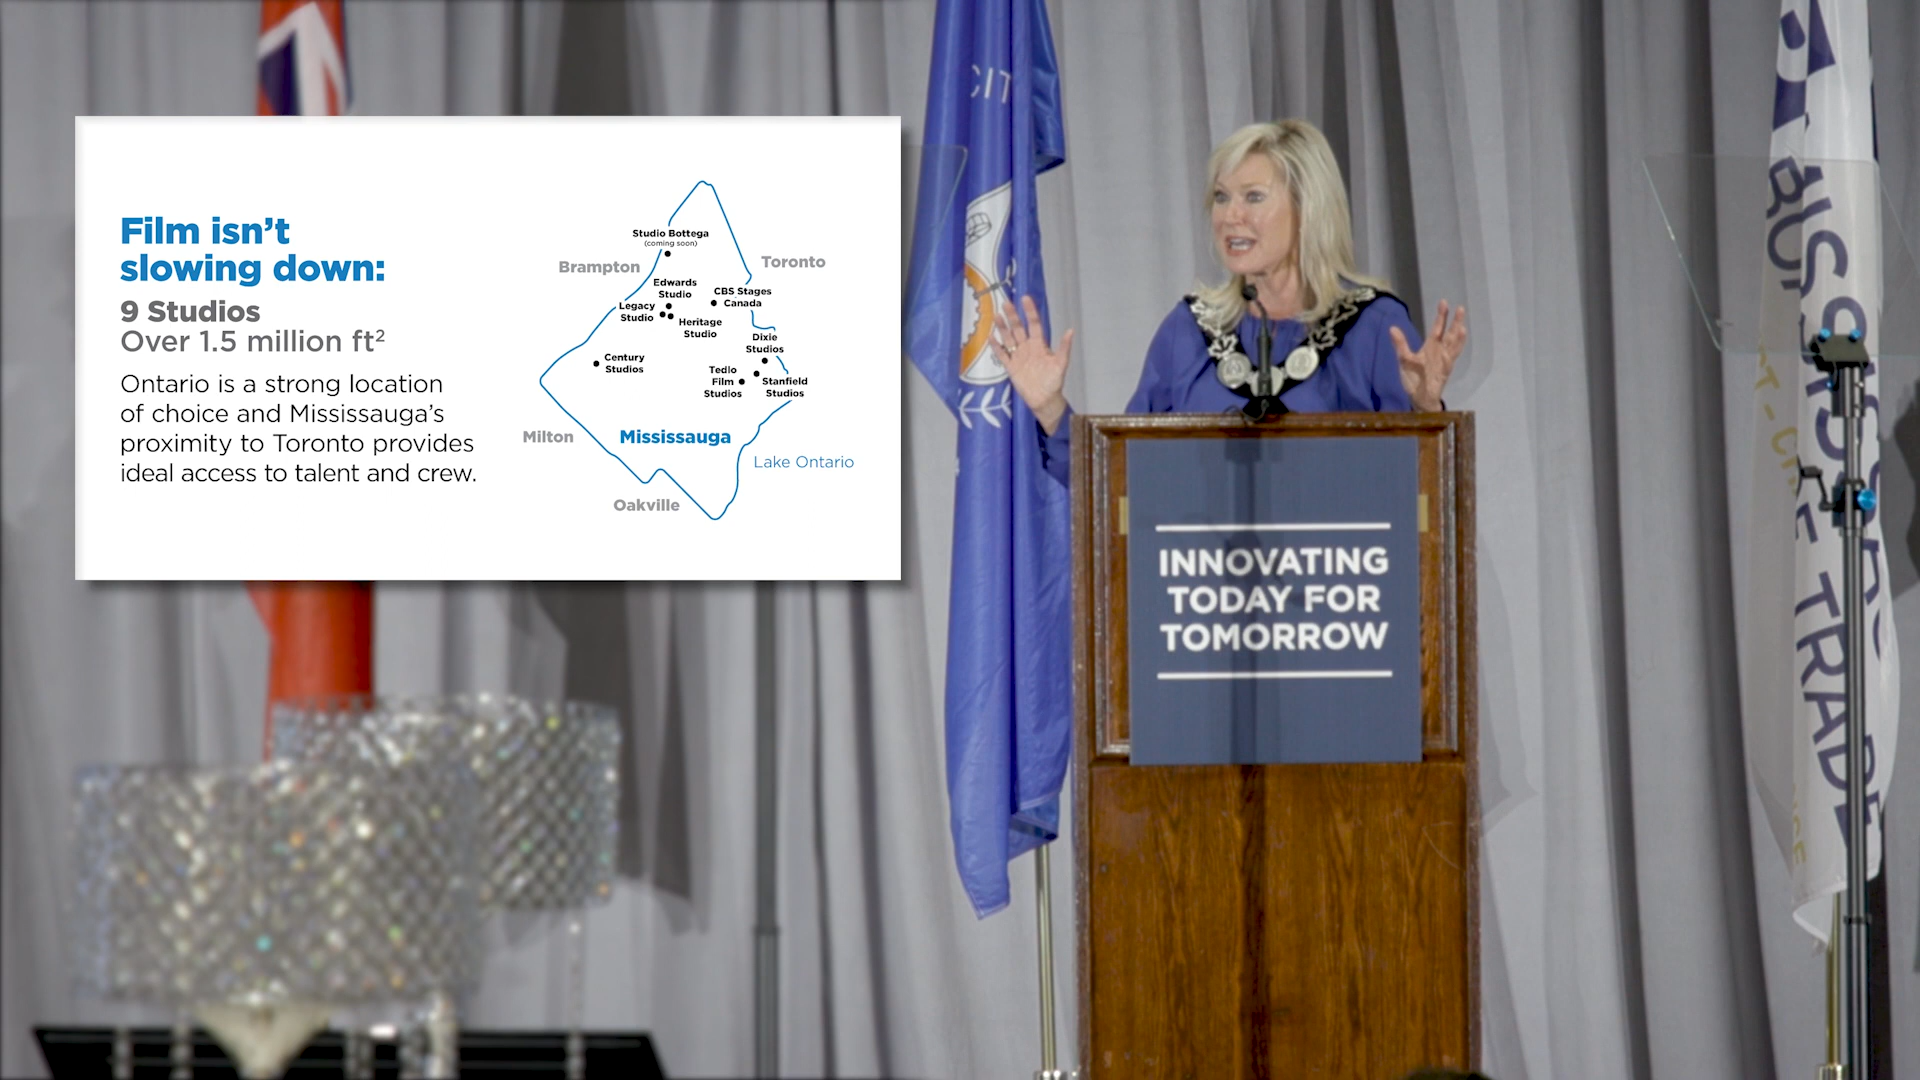 Film isn't
slowing down:
9 Studios
Over 1.5 million ft²
Ontario is a strong location
of choice and Mississauga's
proximity to Toronto provides
ideal access to talent and crew.
Studio Bottega
(coming soon)
Brampton
Toronto
Edwards
Studio
CBS Stages
Canada
Legacy
Studio
Heritage
Studio
Dixie
Studios
Century
Studios
Tedlo
Film
Studios
Stanfield
Studios
Milton
Mississauga
Lake Ontario
Oakville
CIT
INNOVATING
TODAY FOR
TOMORROW
TRADE